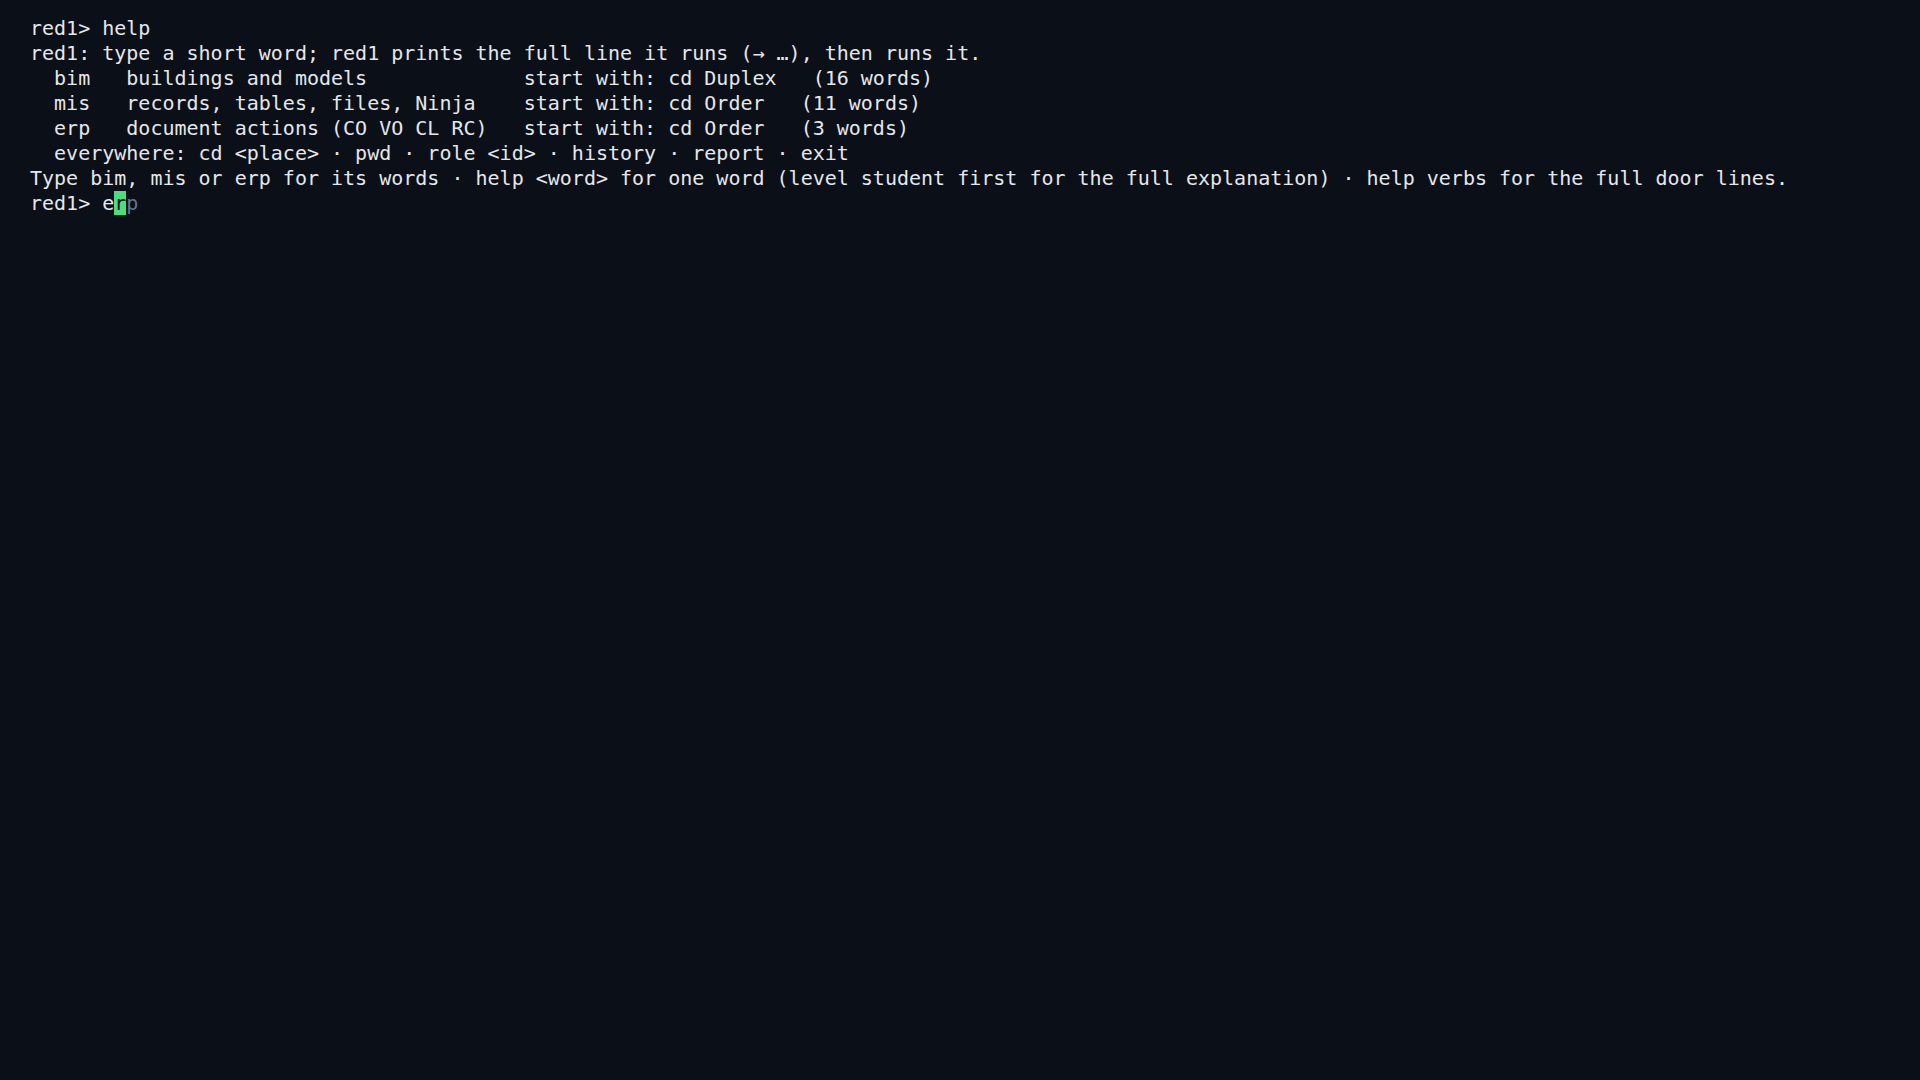 red1> help
red1: type a short word; red1 prints the full line it runs (→ …), then runs it.
  bim   buildings and models             start with: cd Duplex   (16 words)
  mis   records, tables, files, Ninja    start with: cd Order   (11 words)
  erp   document actions (CO VO CL RC)   start with: cd Order   (3 words)
  everywhere: cd <place> · pwd · role <id> · history · report · exit
Type bim, mis or erp for its words · help <word> for one word (level student first for the full explanation) · help verbs for the full door lines.
red1> erp